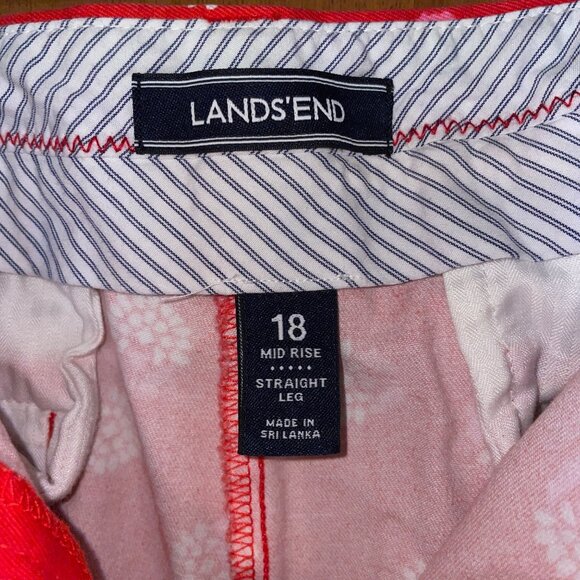 LANDS'END
18
MID RISE
• • • • •
STRAIGHT
LEG
MADE IN
SRI LANKA